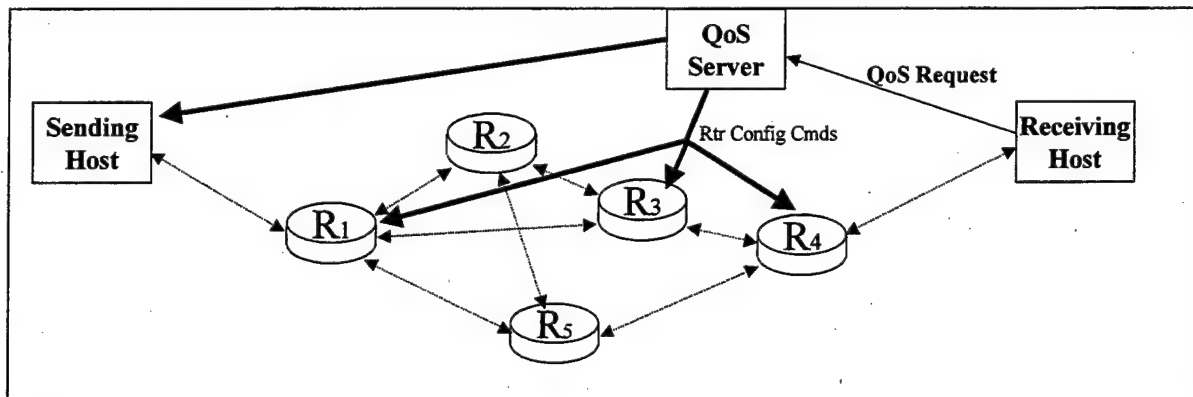 QoS
Server
QoS Request
Sending
Host
R2
Rtr Config Cmds
Receiving
Host
R3
R1
R4
R5